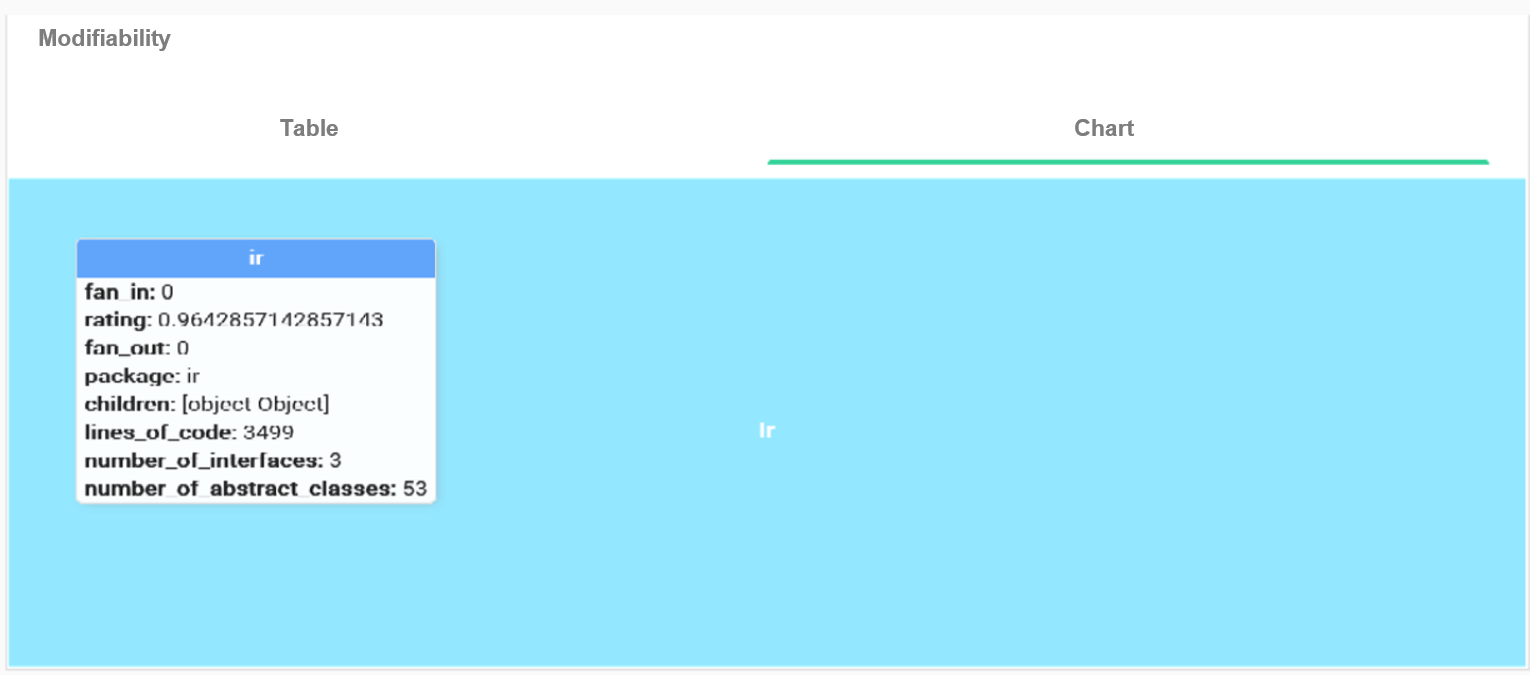 Modifiability
Table Chart
ir
fan_in: 0
rating: 0.9642857142857143
fan_out: 0
package: ir
children: [object Object]
lines_of_code: 3499
number_of_interfaces: 3
number_of_abstract_classes: 53
ir